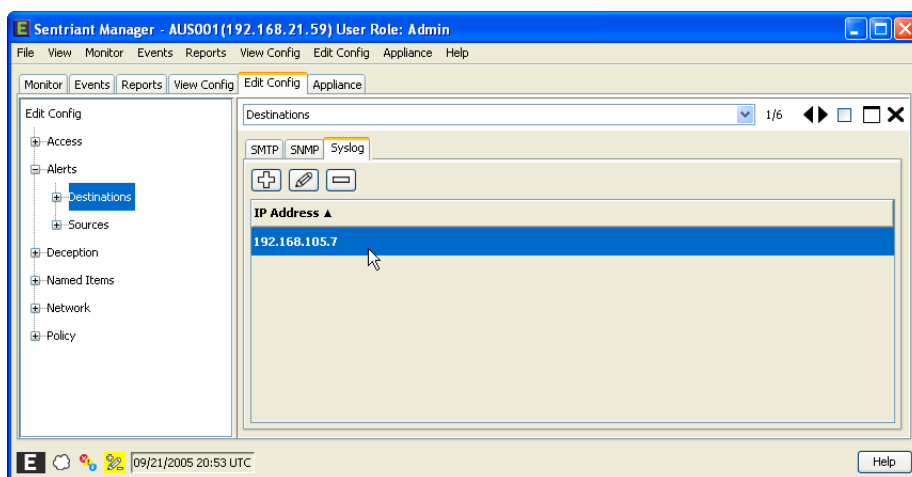 E Sentriant Manager - AUS001(192.168.21.59) User Role: Admin
File View Monitor Events Reports View Config Edit Config Appliance Help
Monitor Events Reports View Config Edit Config Appliance
Edit Config
Access
Alerts
Destinations
Sources
Deception
Named Items
Network
Policy
Destinations 1/6
SMTP SNMP Syslog
IP Address ▲
192.168.105.7
E 09/21/2005 20:53 UTC Help